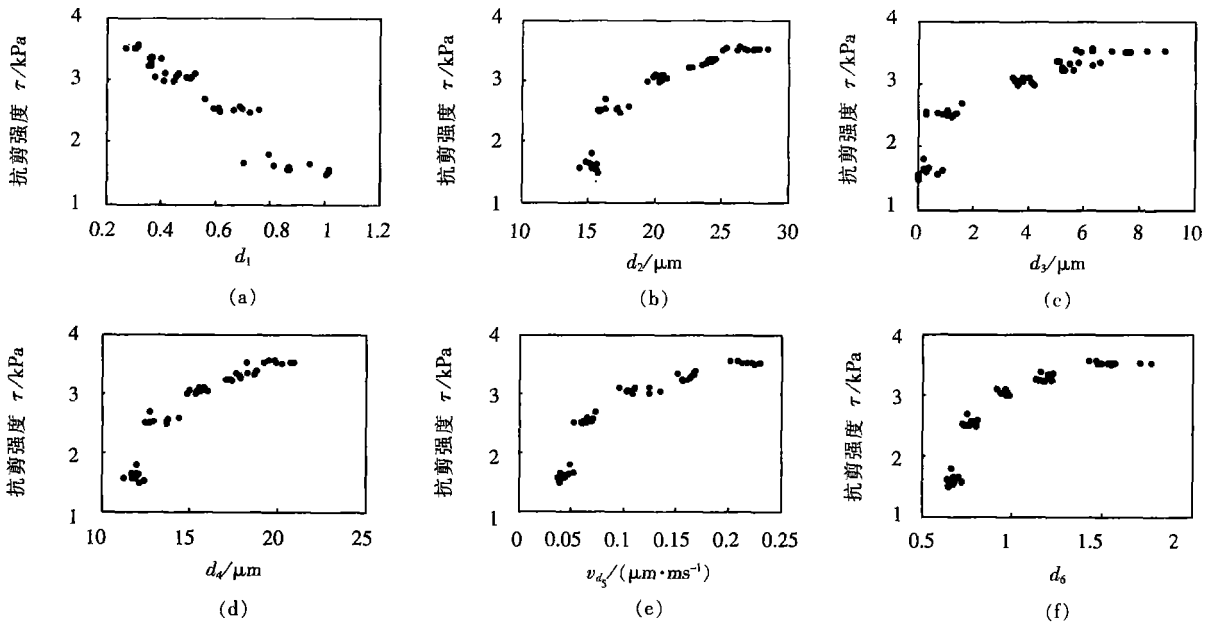 抗剪强度 τ/kPa
4
3
2
1
0.2 0.4 0.6 0.8 1 1.2
d₁
(a)
抗剪强度 τ/kPa
4
3
2
1
10 15 20 25 30
d₂/μm
(b)
抗剪强度 τ/kPa
4
3
2
1
0 2 4 6 8 10
d₃/μm
(c)
抗剪强度 τ/kPa
4
3
2
1
10 15 20 25
d₄/μm
(d)
抗剪强度 τ/kPa
4
3
2
1
0 0.05 0.1 0.15 0.2 0.25
v_{d₅}/(μm·ms⁻¹)
(e)
抗剪强度 τ/kPa
4
3
2
1
0.5 1 1.5 2
d₆
(f)